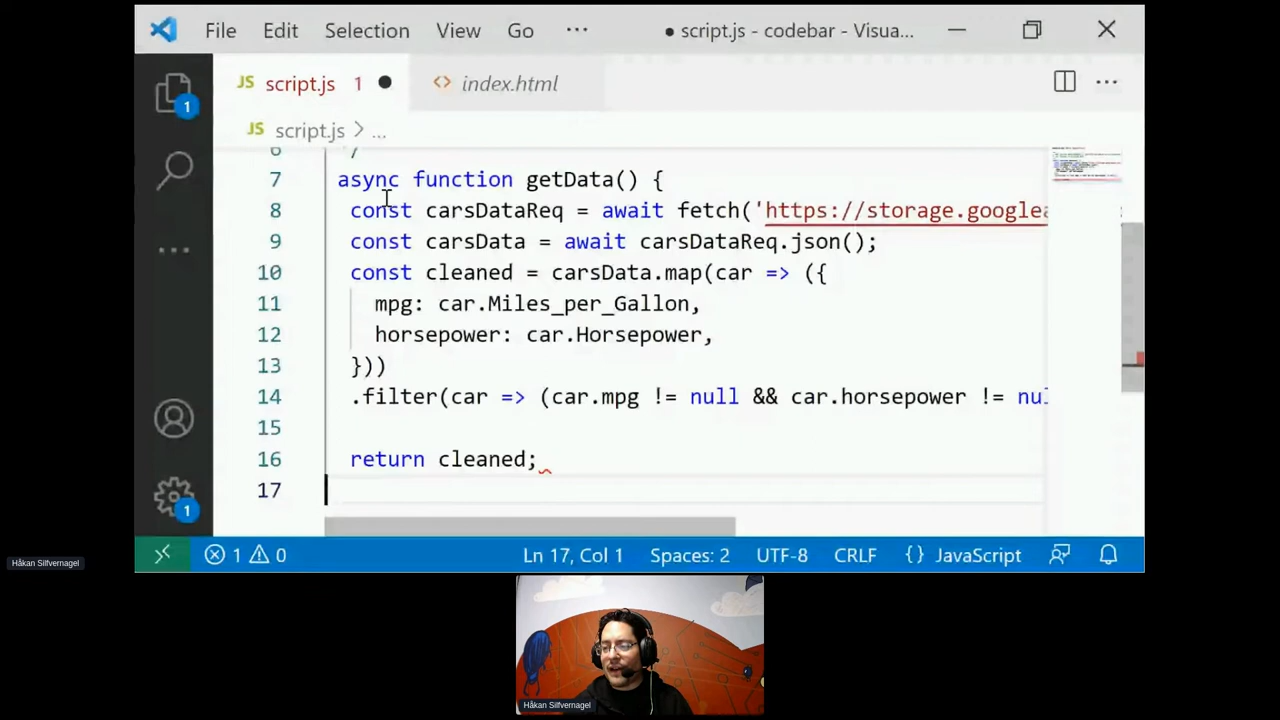 File Edit Selection View Go ··· ● script.js - codebar - Visua...
JS script.js 1 ● <> index.html ···
JS script.js > ...
6 */
7 async function getData() {
8 const carsDataReq = await fetch('https://storage.googlea
9 const carsData = await carsDataReq.json();
10 const cleaned = carsData.map(car => ({
11 mpg: car.Miles_per_Gallon,
12 horsepower: car.Horsepower,
13 }))
14 .filter(car => (car.mpg != null && car.horsepower != nul
15
16 return cleaned;
17
1
1
1 0 Ln 17, Col 1 Spaces: 2 UTF-8 CRLF {} JavaScript
Håkan Silfvernagel
Håkan Silfvernagel